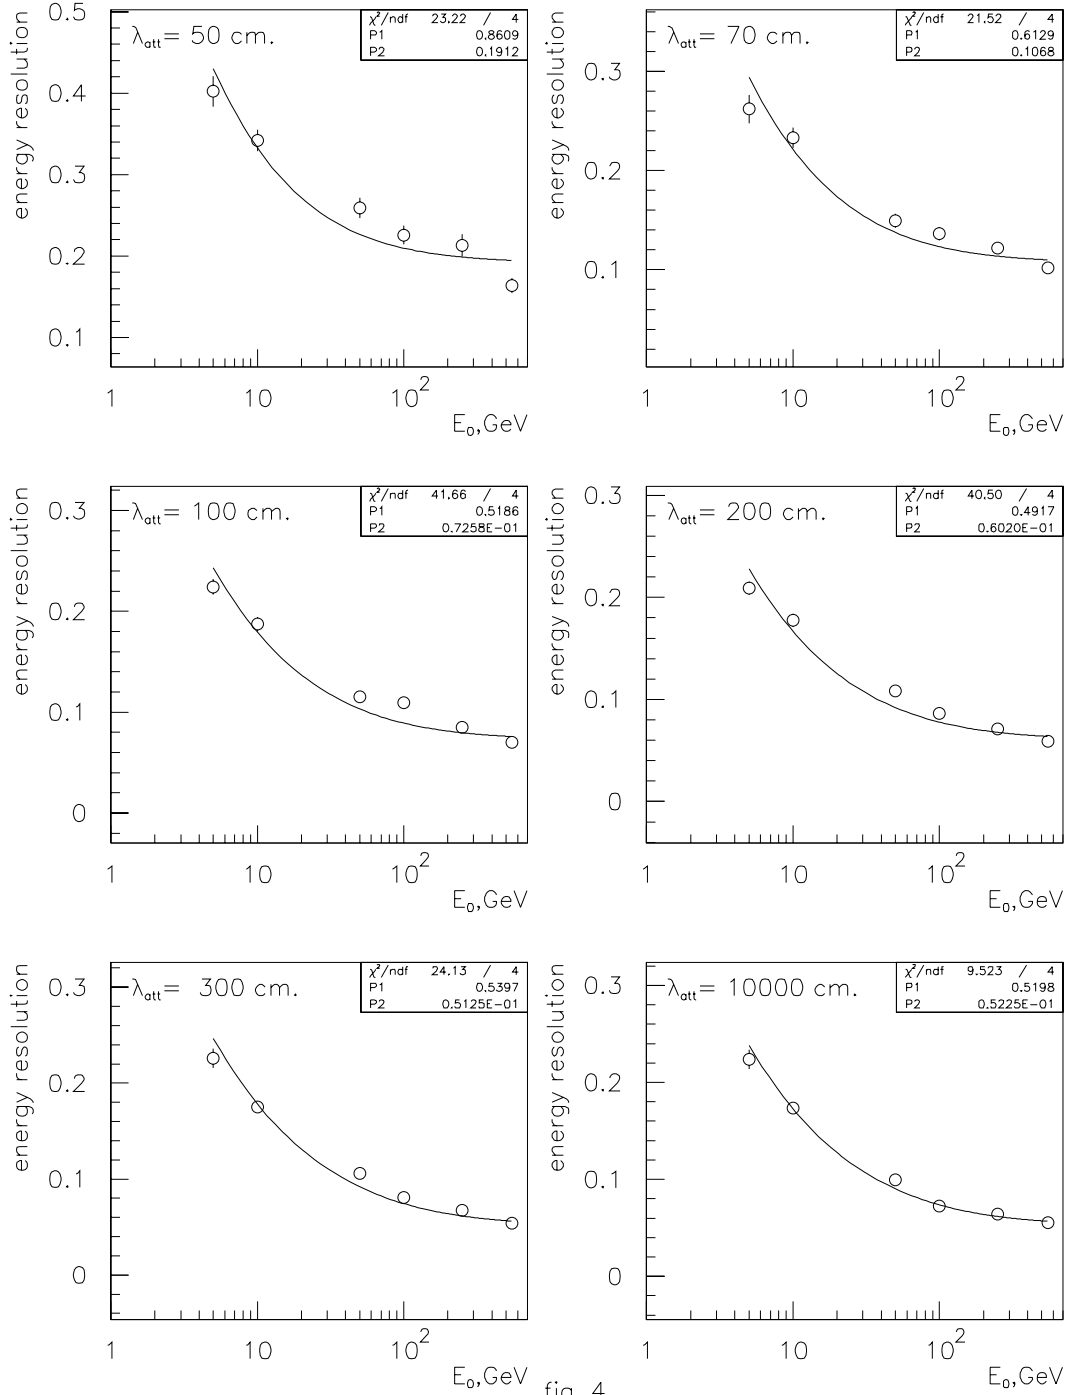 energy resolution
0.5
0.4
0.3
0.2
0.1
λatt= 50 cm.
χ²/ndf 23.22 / 4
P1 0.8609
P2 0.1912
1 10 10²
E₀,GeV
energy resolution
0.3
0.2
0.1
λatt= 70 cm.
χ²/ndf 21.52 / 4
P1 0.6129
P2 0.1068
1 10 10²
E₀,GeV
energy resolution
0.3
0.2
0.1
0
λatt= 100 cm.
χ²/ndf 41.66 / 4
P1 0.5186
P2 0.7258E-01
1 10 10²
E₀,GeV
energy resolution
0.3
0.2
0.1
0
λatt= 200 cm.
χ²/ndf 40.50 / 4
P1 0.4917
P2 0.6020E-01
1 10 10²
E₀,GeV
energy resolution
0.3
0.2
0.1
0
λatt= 300 cm.
χ²/ndf 24.13 / 4
P1 0.5397
P2 0.5125E-01
1 10 10²
E₀,GeV
energy resolution
0.3
0.2
0.1
0
λatt= 10000 cm.
χ²/ndf 9.523 / 4
P1 0.5198
P2 0.5225E-01
1 10 10²
E₀,GeV
fig. 4